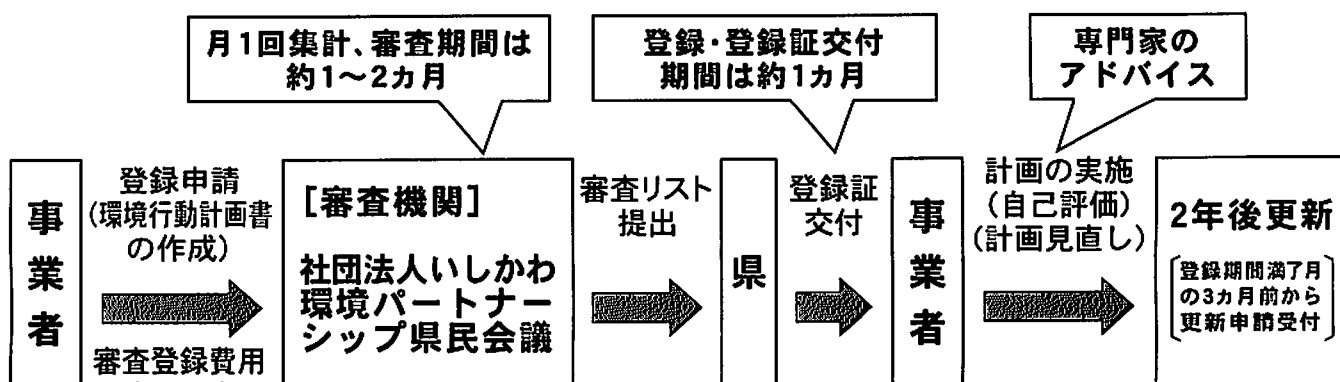 月1回集計、審査期間は
約1～2カ月
登録・登録証交付
期間は約1カ月
専門家の
アドバイス
事業者
登録申請
(環境行動計画書
の作成)
審査登録費用
[審査機関]
社団法人いしかわ
環境パートナー
シップ県民会議
審査リスト
提出
県
登録証
交付
事業者
計画の実施
(自己評価)
(計画見直し)
2年後更新
登録期間満了月
の3カ月前から
更新申請受付